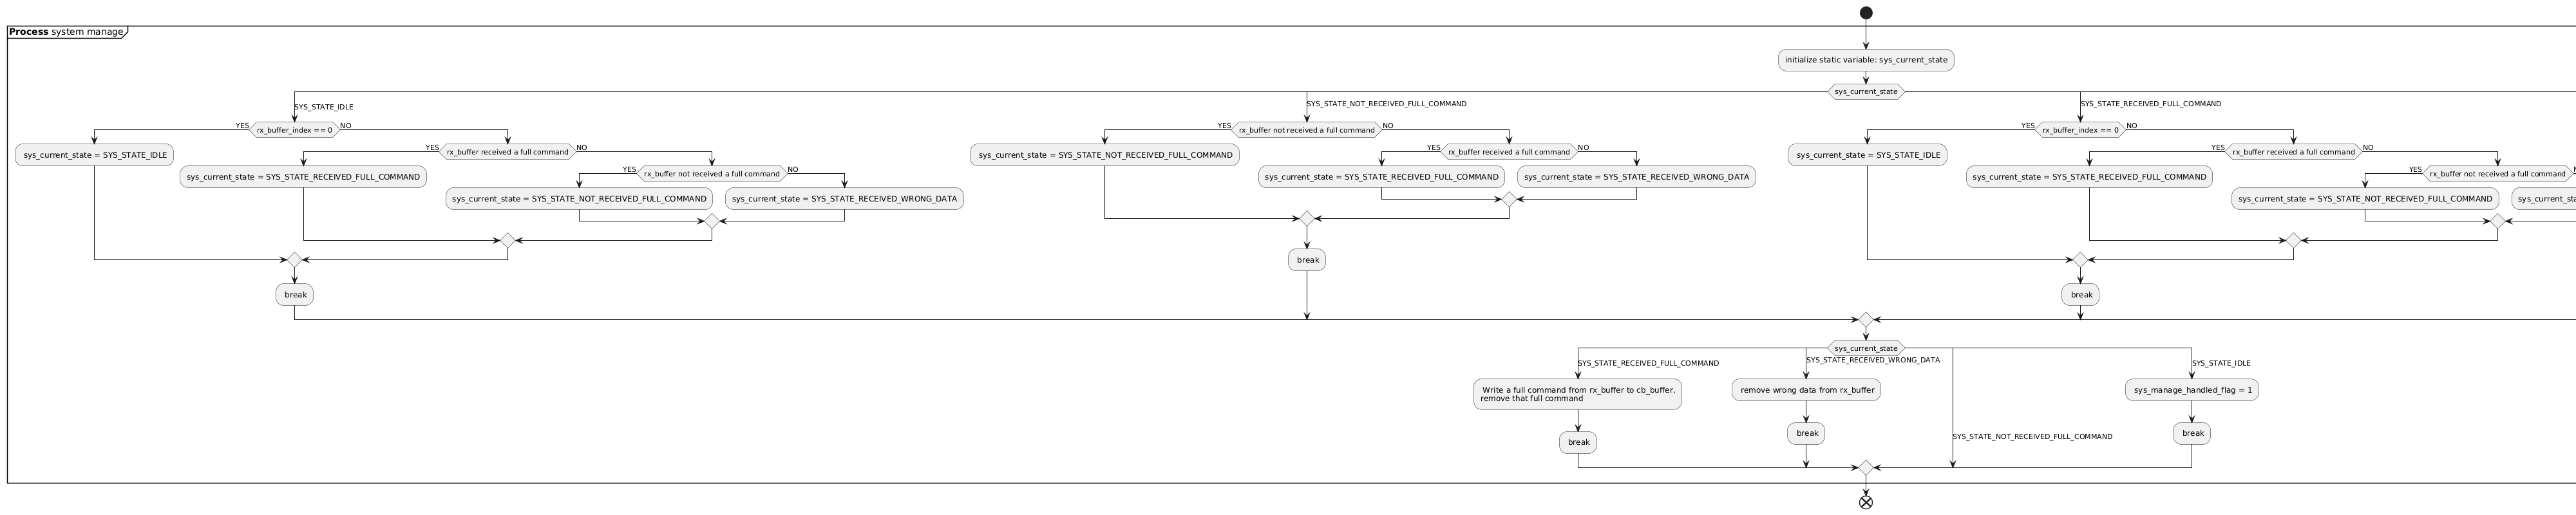 Process system manage
initialize static variable: sys_current_state
sys_current_state
SYS_STATE_IDLE
YES
rx_buffer_index == 0
NO
sys_current_state = SYS_STATE_IDLE
YES
rx_buffer received a full command
NO
sys_current_state = SYS_STATE_RECEIVED_FULL_COMMAND
YES
rx_buffer not received a full command
NO
sys_current_state = SYS_STATE_NOT_RECEIVED_FULL_COMMAND
sys_current_state = SYS_STATE_RECEIVED_WRONG_DATA
break
SYS_STATE_NOT_RECEIVED_FULL_COMMAND
YES
rx_buffer not received a full command
NO
sys_current_state = SYS_STATE_NOT_RECEIVED_FULL_COMMAND
YES
rx_buffer received a full command
NO
sys_current_state = SYS_STATE_RECEIVED_FULL_COMMAND
sys_current_state = SYS_STATE_RECEIVED_WRONG_DATA
break
SYS_STATE_RECEIVED_FULL_COMMAND
YES
rx_buffer_index == 0
NO
sys_current_state = SYS_STATE_IDLE
YES
rx_buffer received a full command
NO
sys_current_state = SYS_STATE_RECEIVED_FULL_COMMAND
YES
rx_buffer not received a full command
sys_current_state = SYS_STATE_NOT_RECEIVED_FULL_COMMAND
break
sys_current_state
SYS_STATE_RECEIVED_FULL_COMMAND
Write a full command from rx_buffer to cb_buffer,
remove that full command
break
SYS_STATE_RECEIVED_WRONG_DATA
remove wrong data from rx_buffer
break
SYS_STATE_NOT_RECEIVED_FULL_COMMAND
SYS_STATE_IDLE
sys_manage_handled_flag = 1
break